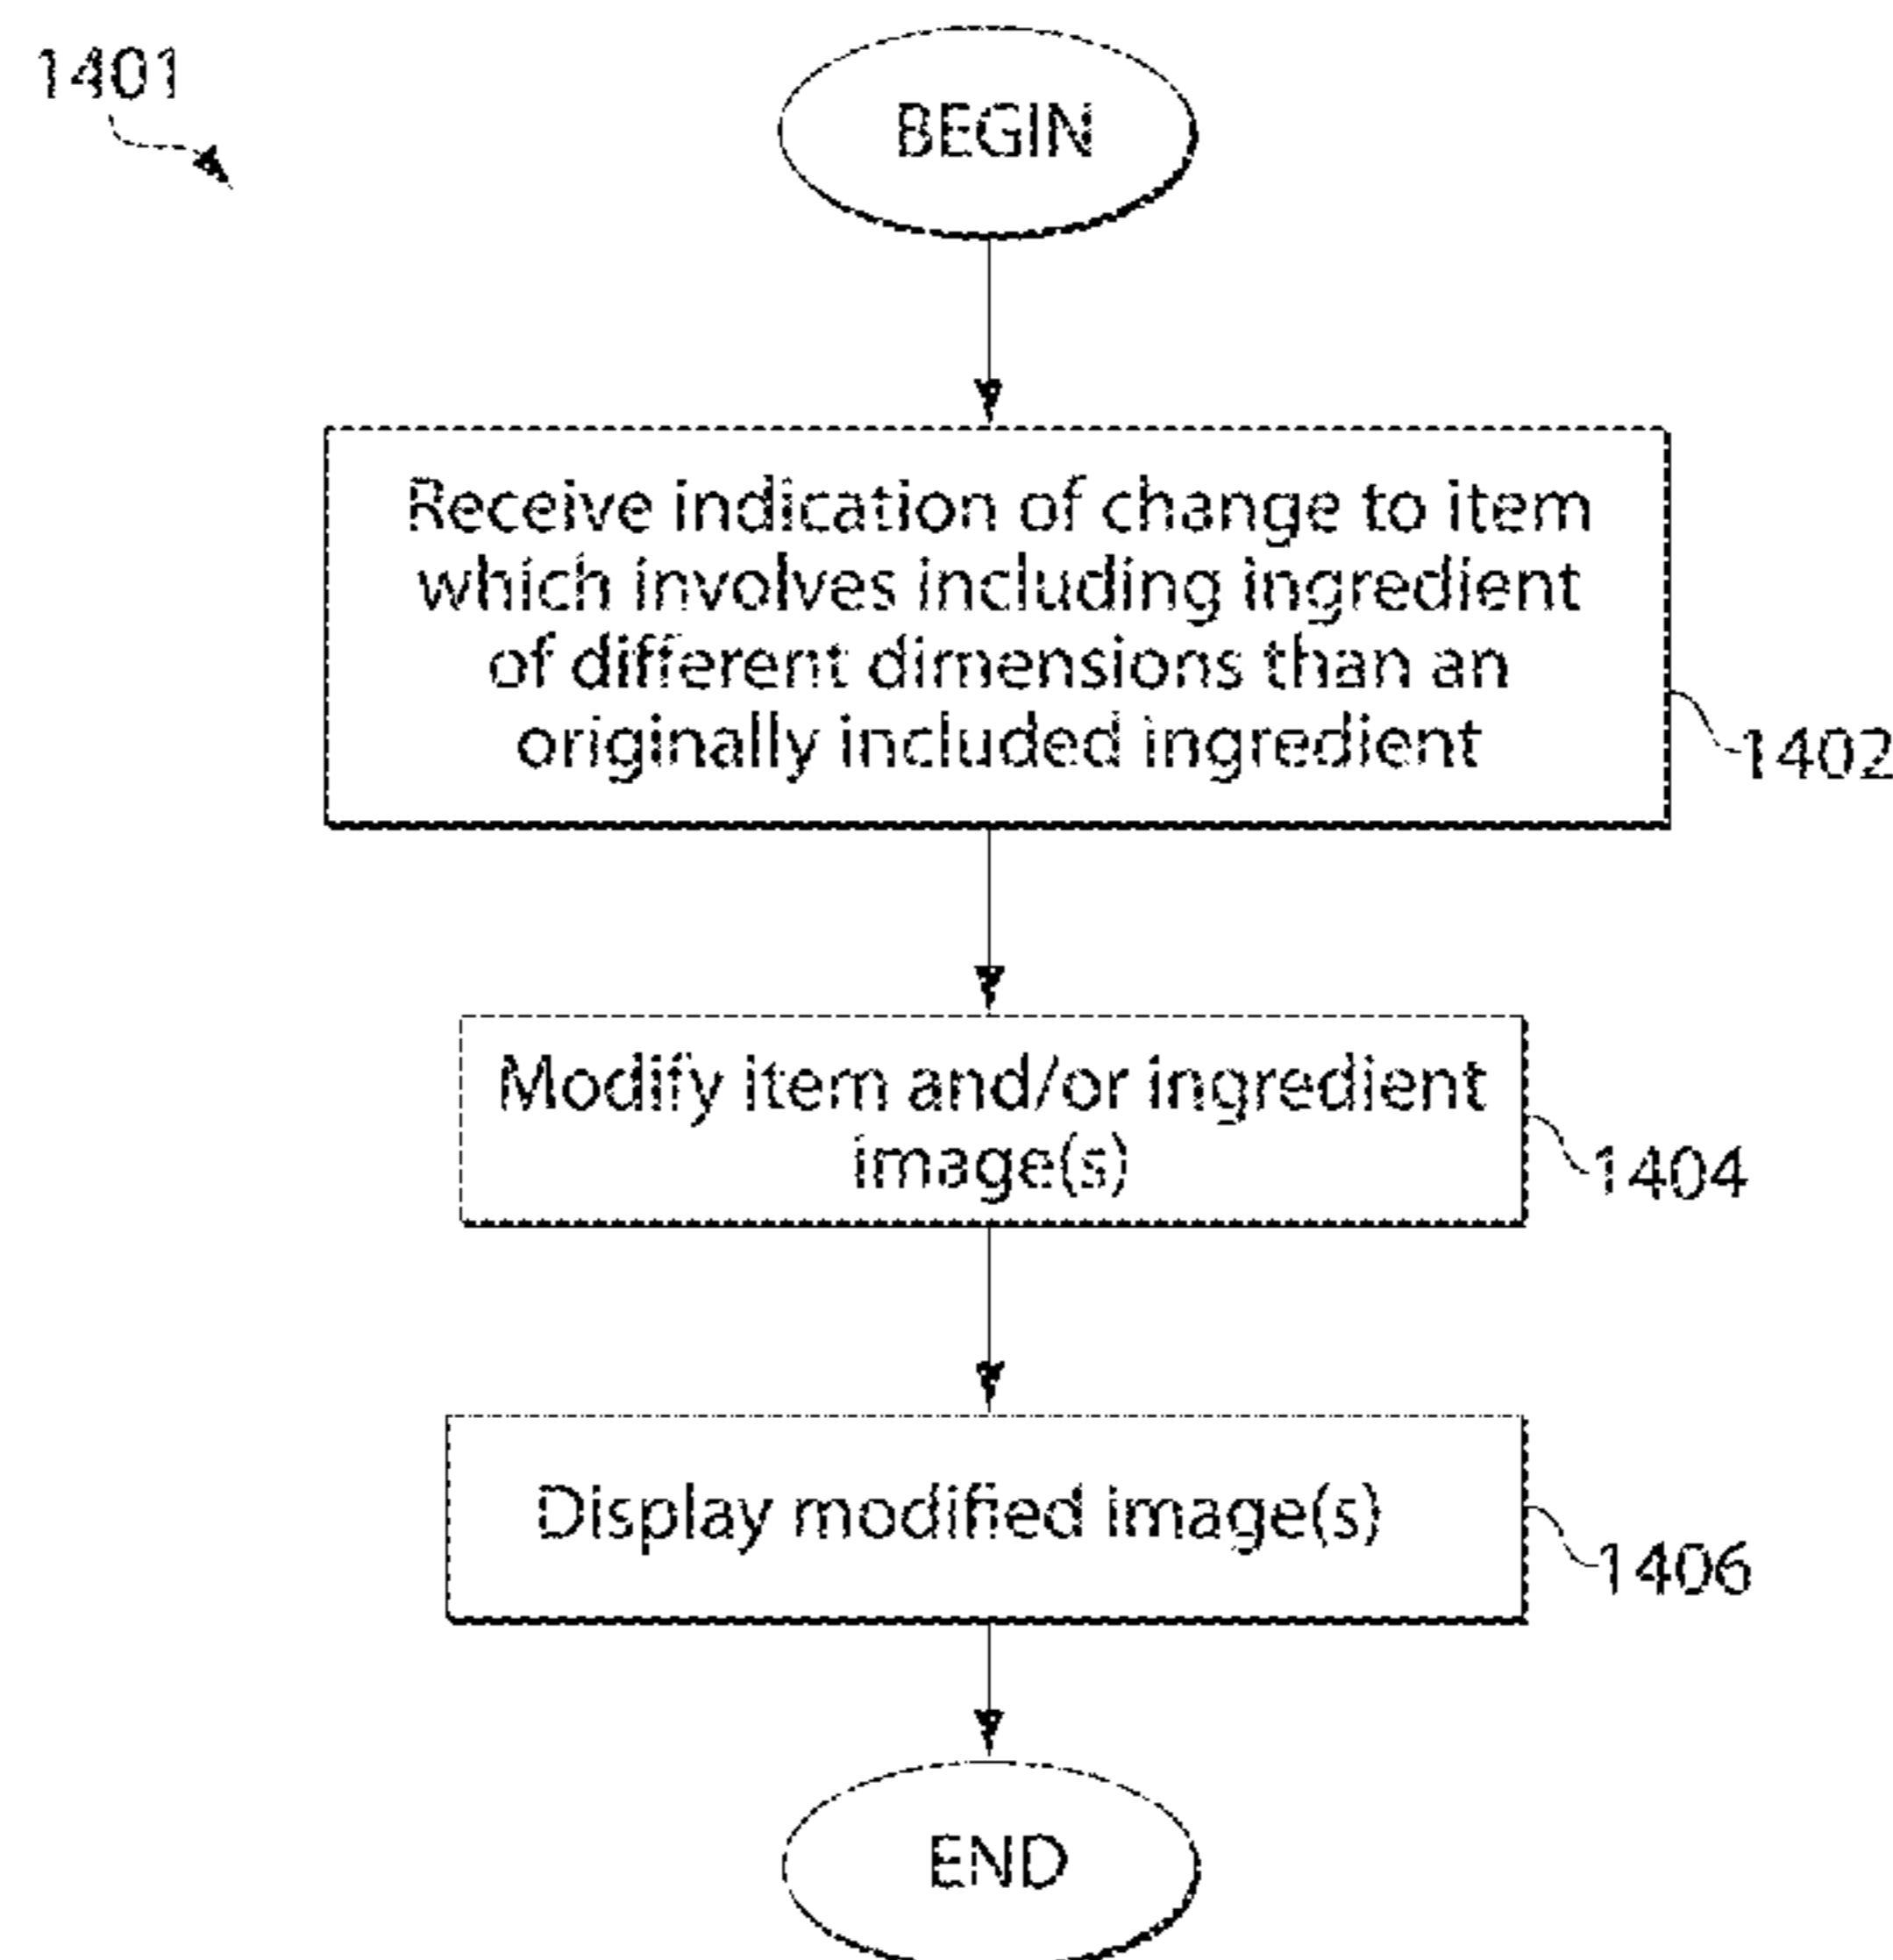 1401
BEGIN
Receive indication of change to item
which involves including ingredient
of different dimensions than an
originally included ingredient
1402
Modify item and/or ingredient
image(s)
1404
Display modified image(s)
1406
END